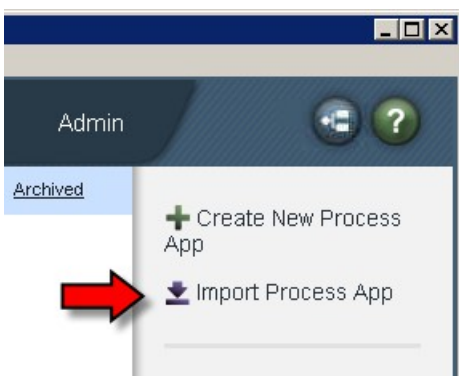 Admin
?
Archived
Create New Process
App
Import Process App